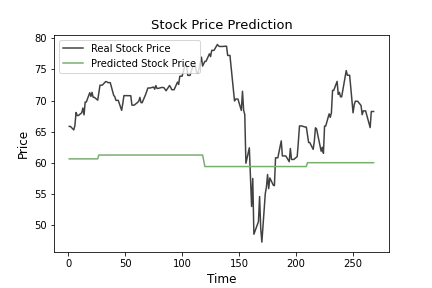 Stock Price Prediction
Real Stock Price
Predicted Stock Price
Price
80
75
70
65
60
55
50
0 50 100 150 200 250
Time